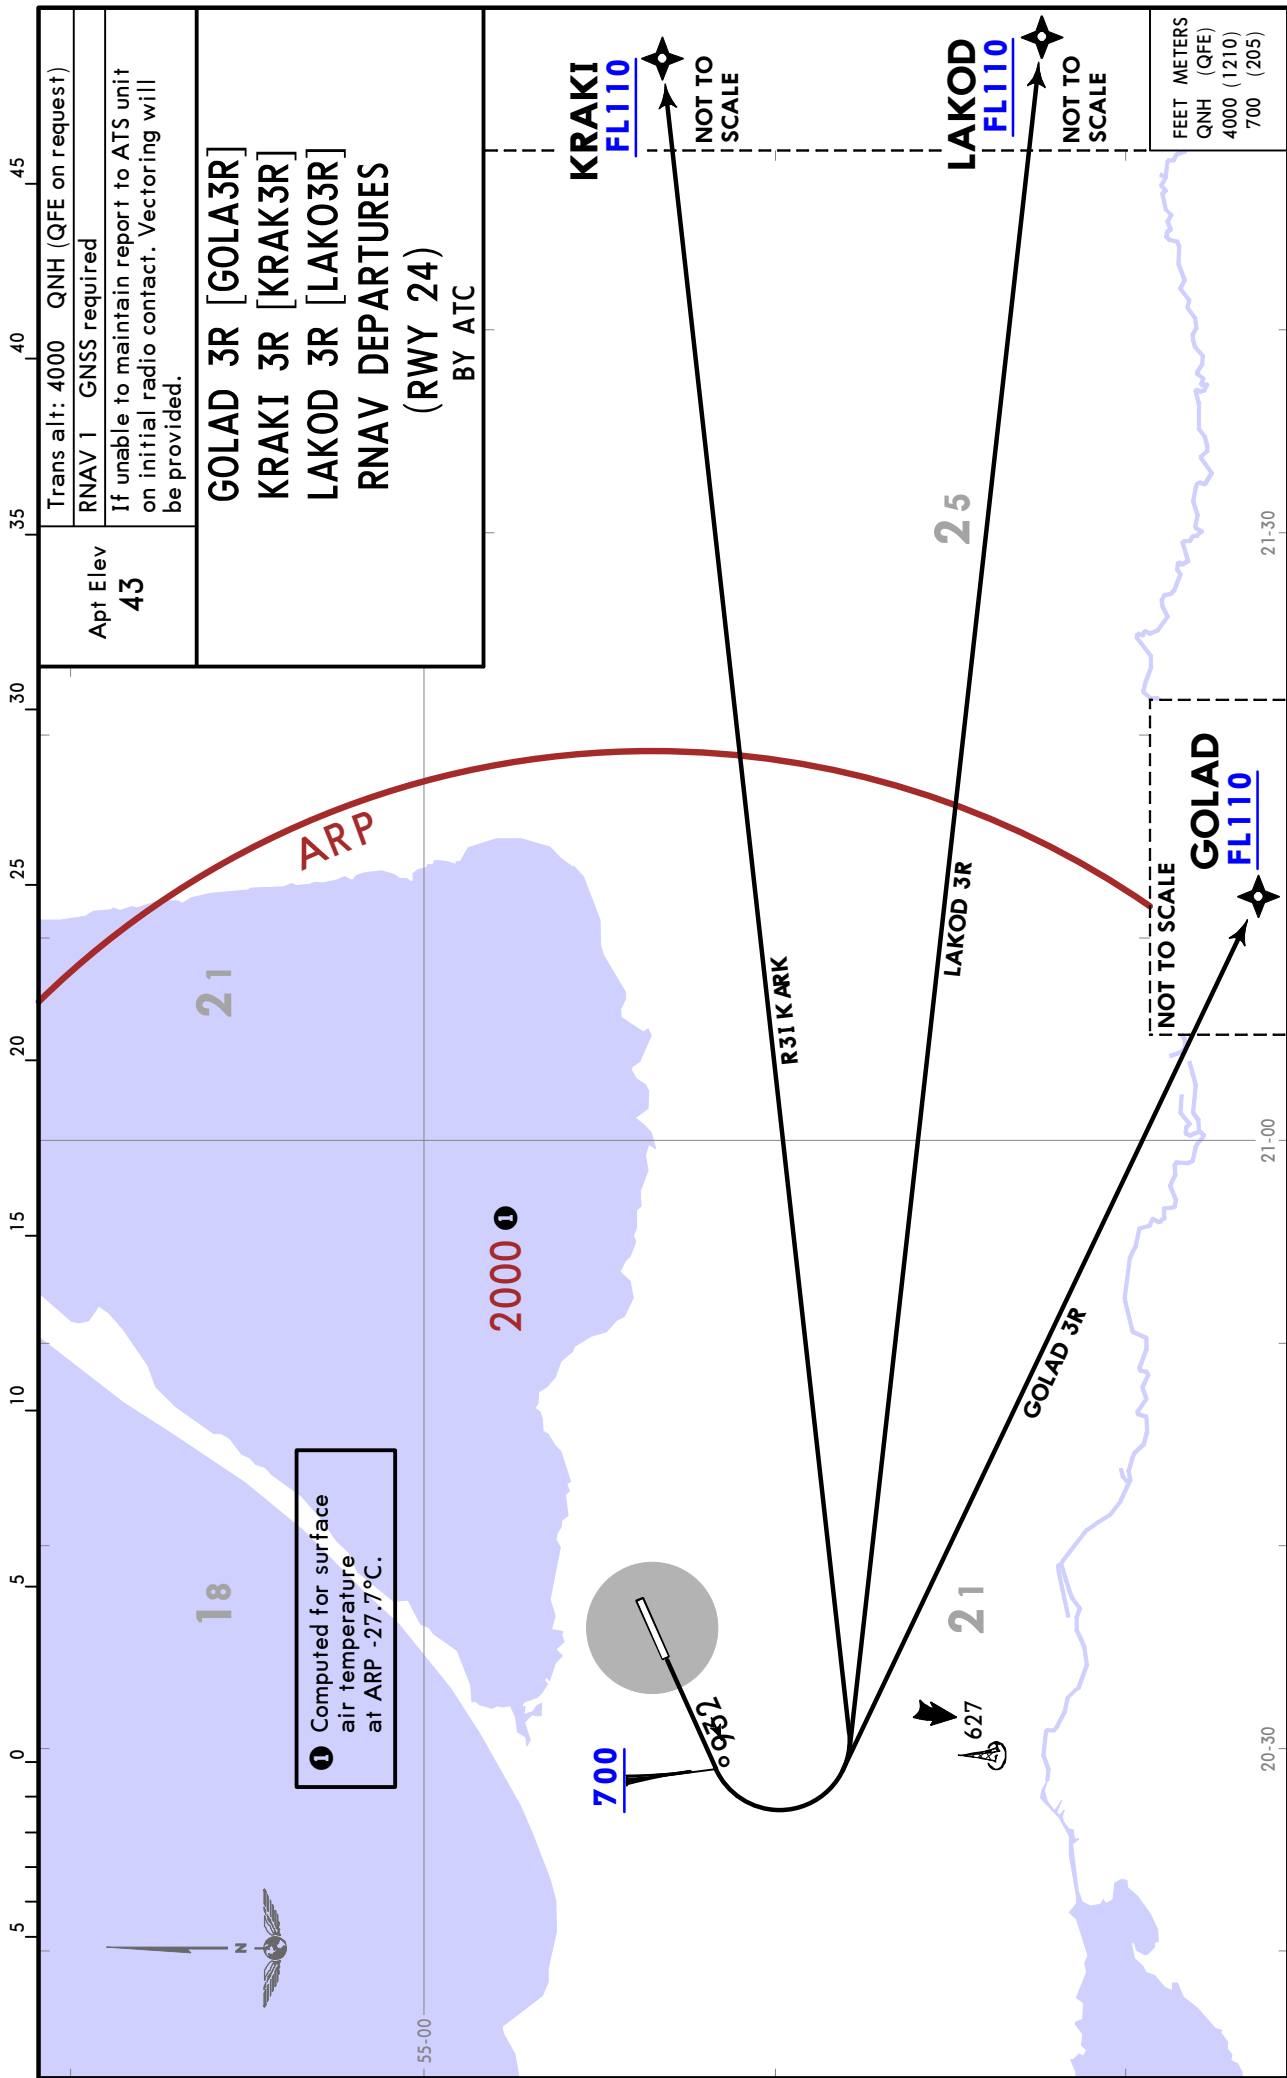 5 0 5 10 15 20 25 30 35 40 45
Apt Elev
43
Trans alt: 4000 QNH (QFE on request)
RNAV 1 GNSS required
If unable to maintain report to ATS unit
on initial radio contact. Vectoring will
be provided.
GOLAD 3R [GOLA3R]
KRAKI 3R [KRAK3R]
LAKOD 3R [LAKO3R]
RNAV DEPARTURES
(RWY 24)
BY ATC
N
18
❶ Computed for surface
air temperature
at ARP -27.7°C.
21
ARP
55-00
2000 ❶
KRAKI
FL110
NOT TO
SCALE
700
R3I K ARK
LAKOD 3R
25
LAKOD
FL110
NOT TO
SCALE
21
627
GOLAD 3R
NOT TO SCALE
GOLAD
FL110
FEET METERS
QNH (QFE)
4000 (1210)
700 (205)
20-30
21-00
21-30